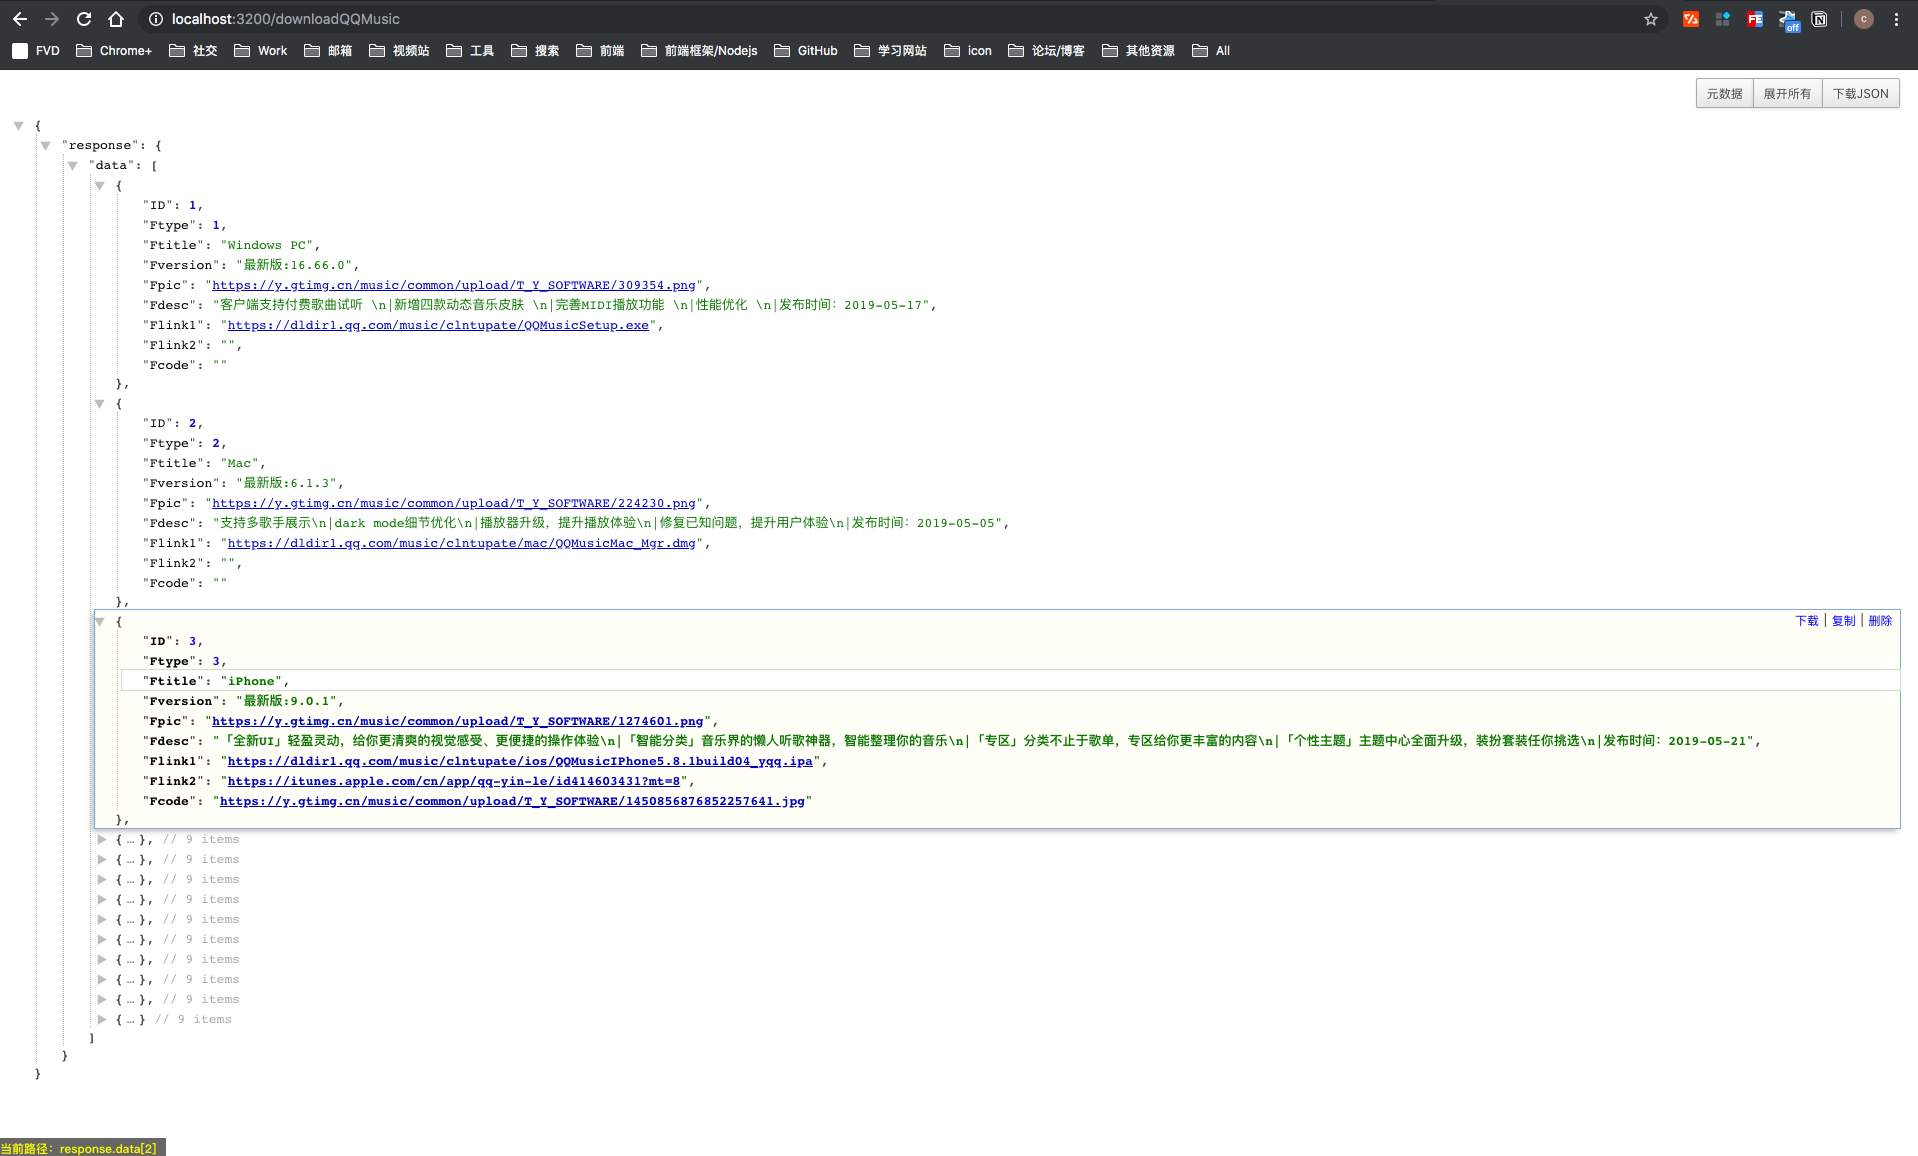 localhost:3200/downloadQQMusic
FVD Chrome+ 社交 Work 邮箱 视频站 工具 搜索 前端 前端框架/Nodejs GitHub 学习网站 icon 论坛/博客 其他资源 All
off
FE
C
元数据 展开所有 下载JSON
{
"response": {
"data": [
{
"ID": 1,
"Ftype": 1,
"Ftitle": "Windows PC",
"Fversion": "最新版:16.66.0",
"Fpic": "https://y.gtimg.cn/music/common/upload/T_Y_SOFTWARE/309354.png",
"Fdesc": "客户端支持付费歌曲试听 \n|新增四款动态音乐皮肤 \n|完善MIDI播放功能 \n|性能优化 \n|发布时间：2019-05-17",
"Flink1": "https://dldir1.qq.com/music/clntupate/QQMusicSetup.exe",
"Flink2": "",
"Fcode": ""
},
{
"ID": 2,
"Ftype": 2,
"Ftitle": "Mac",
"Fversion": "最新版:6.1.3",
"Fpic": "https://y.gtimg.cn/music/common/upload/T_Y_SOFTWARE/224230.png",
"Fdesc": "支持多歌手展示\n|dark mode细节优化\n|播放器升级，提升播放体验\n|修复已知问题，提升用户体验\n|发布时间：2019-05-05",
"Flink1": "https://dldir1.qq.com/music/clntupate/mac/QQMusicMac_Mgr.dmg",
"Flink2": "",
"Fcode": ""
},
{ 下载 | 复制 | 删除
"ID": 3,
"Ftype": 3,
"Ftitle": "iPhone",
"Fversion": "最新版:9.0.1",
"Fpic": "https://y.gtimg.cn/music/common/upload/T_Y_SOFTWARE/1274601.png",
"Fdesc": "「全新UI」轻盈灵动，给你更清爽的视觉感受、更便捷的操作体验\n|「智能分类」音乐界的懒人听歌神器，智能整理你的音乐\n|「专区」分类不止于歌单，专区给你更丰富的内容\n|「个性主题」主题中心全面升级，装扮套装任你挑选\n|发布时间：2019-05-21",
"Flink1": "https://dldir1.qq.com/music/clntupate/ios/QQMusicIPhone5.8.1build04_yqq.ipa",
"Flink2": "https://itunes.apple.com/cn/app/qq-yin-le/id414603431?mt=8",
"Fcode": "https://y.gtimg.cn/music/common/upload/T_Y_SOFTWARE/1450856876852257641.jpg"
},
{ … }, // 9 items
{ … }, // 9 items
{ … }, // 9 items
{ … }, // 9 items
{ … }, // 9 items
{ … }, // 9 items
{ … }, // 9 items
{ … }, // 9 items
{ … }, // 9 items
{ … } // 9 items
]
}
}
当前路径：response.data[2]